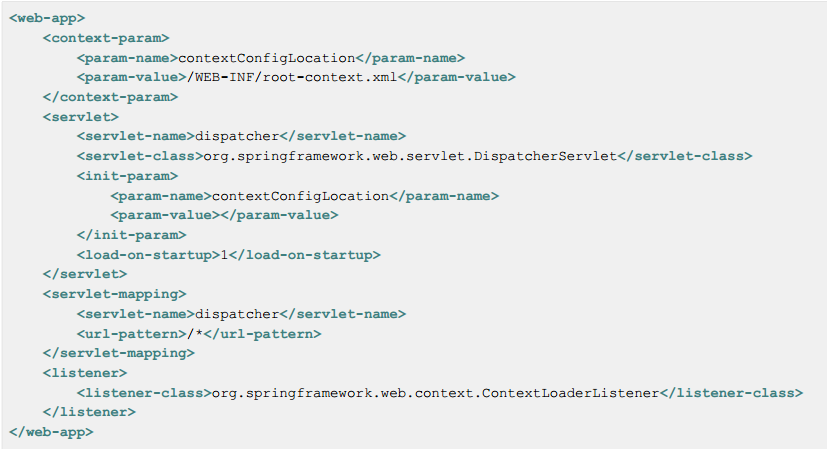 <web-app>
<context-param>
<param-name>contextConfigLocation</param-name>
<param-value>/WEB-INF/root-context.xml</param-value>
</context-param>
<servlet>
<servlet-name>dispatcher</servlet-name>
<servlet-class>org.springframework.web.servlet.DispatcherServlet</servlet-class>
<init-param>
<param-name>contextConfigLocation</param-name>
<param-value></param-value>
</init-param>
<load-on-startup>1</load-on-startup>
</servlet>
<servlet-mapping>
<servlet-name>dispatcher</servlet-name>
<url-pattern>/*</url-pattern>
</servlet-mapping>
<listener>
<listener-class>org.springframework.web.context.ContextLoaderListener</listener-class>
</listener>
</web-app>